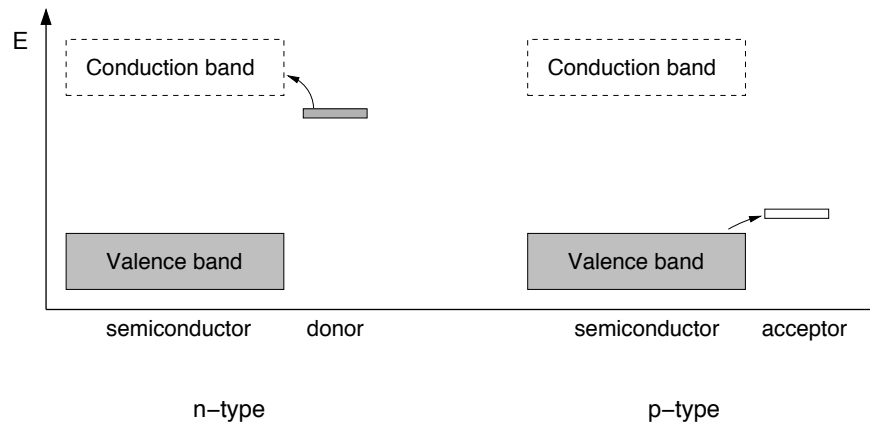 E
Conduction band
Conduction band
Valence band
Valence band
semiconductor donor semiconductor acceptor
n−type p−type